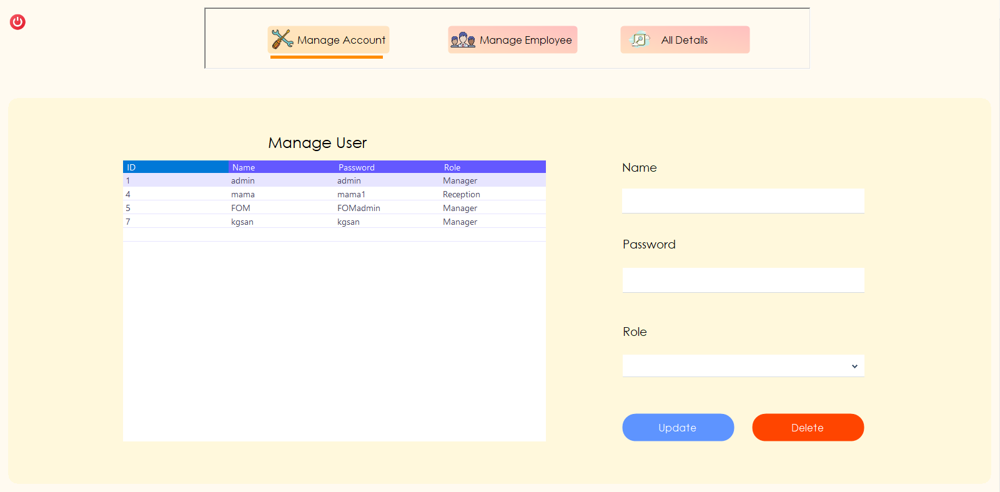 Manage Account Manage Employee All Details
Manage User
ID Name Password Role
1 admin admin Manager
4 mama mama1 Reception
5 FOM FOMadmin Manager
7 kgsan kgsan Manager
Name
Password
Role
Update Delete